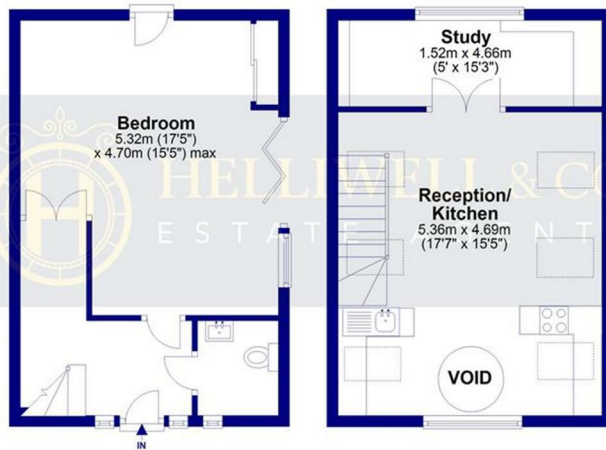 Bedroom
5.32m (17'5")
x 4.70m (15'5") max
IN
Study
1.52m x 4.66m
(5' x 15'3")
Reception/
Kitchen
5.36m x 4.69m
(17'7" x 15'5")
VOID
H
HELLIWELL & CO
ESTATE AGENT